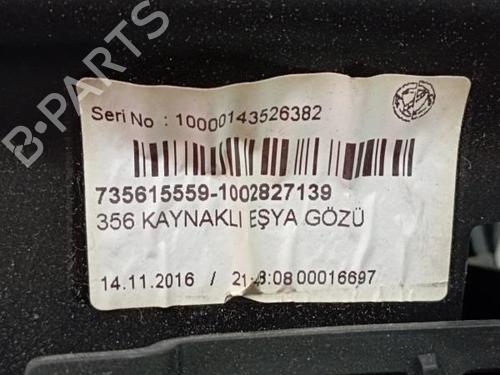 B-PARTS
Seri No : 10000143526382
735615559-1002827139
356 KAYNAKLI EŞYA GÖZÜ
14.11.2016 / 00016697